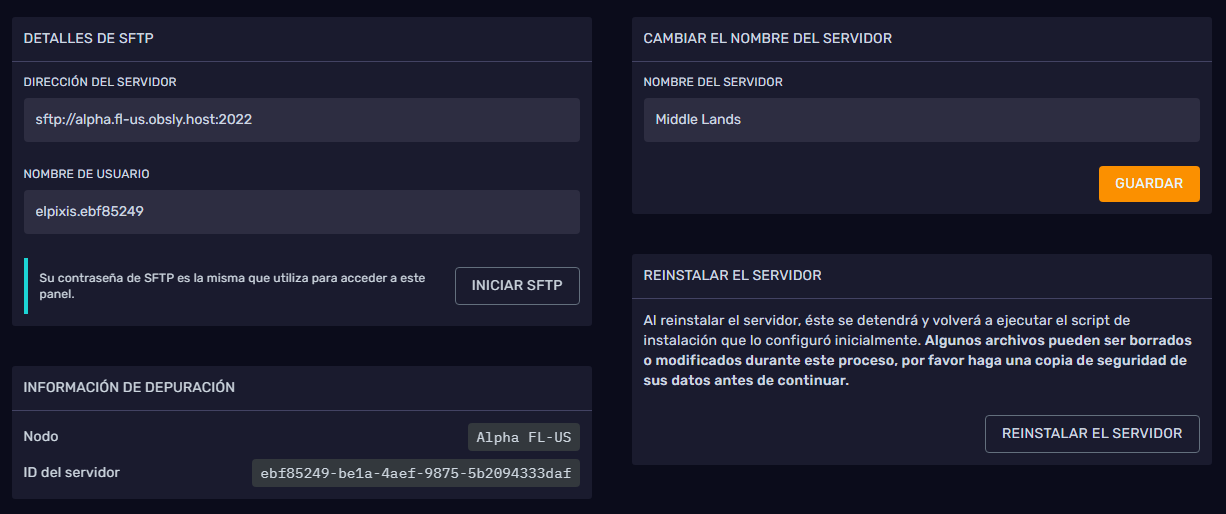 DETALLES DE SFTP
DIRECCIÓN DEL SERVIDOR
sftp://alpha.fl-us.obsly.host:2022
NOMBRE DE USUARIO
elpixis.ebf85249
Su contraseña de SFTP es la misma que utiliza para acceder a este
panel.
INICIAR SFTP
INFORMACIÓN DE DEPURACIÓN
Nodo
Alpha FL-US
ID del servidor
ebf85249-be1a-4aef-9875-5b2094333daf
CAMBIAR EL NOMBRE DEL SERVIDOR
NOMBRE DEL SERVIDOR
Middle Lands
GUARDAR
REINSTALAR EL SERVIDOR
Al reinstalar el servidor, éste se detendrá y volverá a ejecutar el script de
instalación que lo configuró inicialmente. Algunos archivos pueden ser borrados
o modificados durante este proceso, por favor haga una copia de seguridad de
sus datos antes de continuar.
REINSTALAR EL SERVIDOR